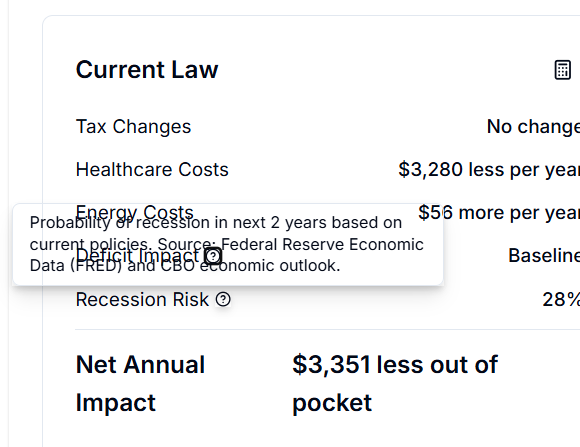 Current Law
Tax Changes No change
Healthcare Costs $3,280 less per year
Energy Costs $56 more per year
Probability of recession in next 2 years based on
current policies. Source: Federal Reserve Economic
Data (FRED) and CBO economic outlook.
Deficit Impact Baseline
Recession Risk 28%
Net Annual
Impact
$3,351 less out of
pocket